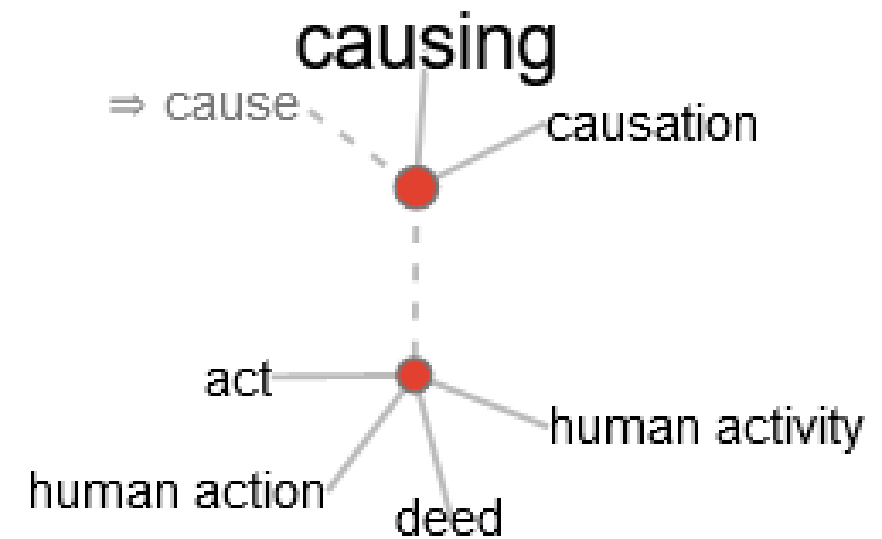 causing
⇒ cause
causation
act
human activity
human action
deed